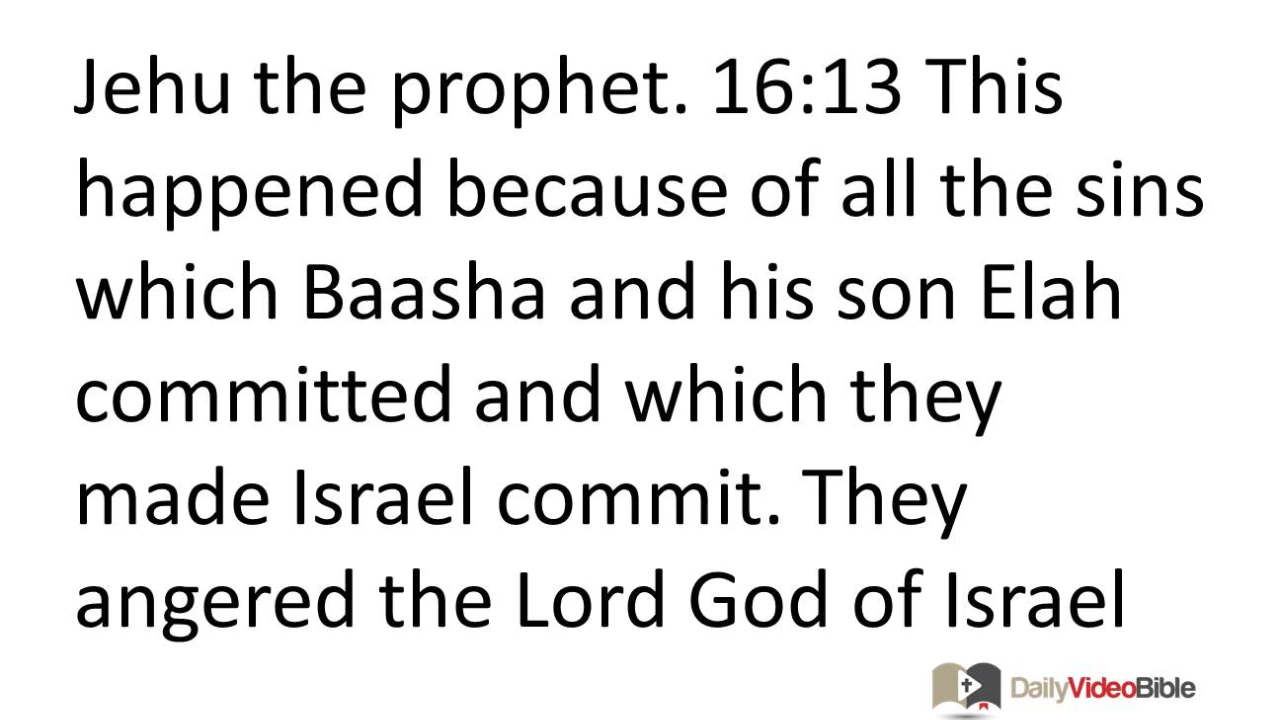 Jehu the prophet. 16:13 This
happened because of all the sins
which Baasha and his son Elah
committed and which they
made Israel commit. They
angered the Lord God of Israel
DailyVideoBible